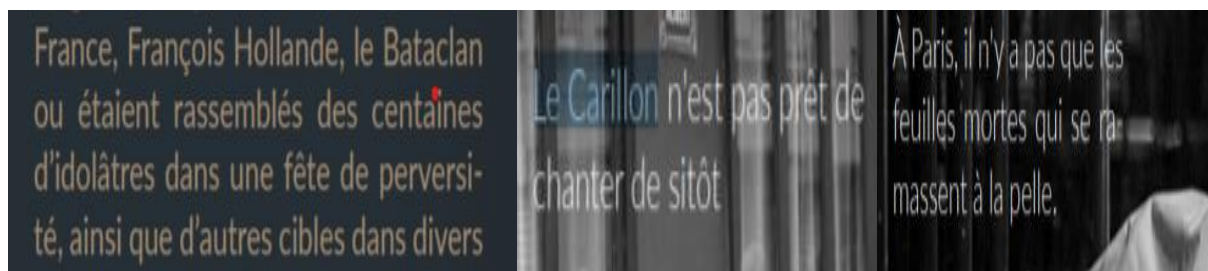 France, François Hollande, le Bataclan
ou étaient rassemblés des centaines
d'idolâtres dans une fête de perversi-
té, ainsi que d'autres cibles dans divers
Le Carillon n'est pas prêt de
chanter de sitôt
À Paris, il n'y a pas que les
feuilles mortes qui se ra-
massent à la pelle.